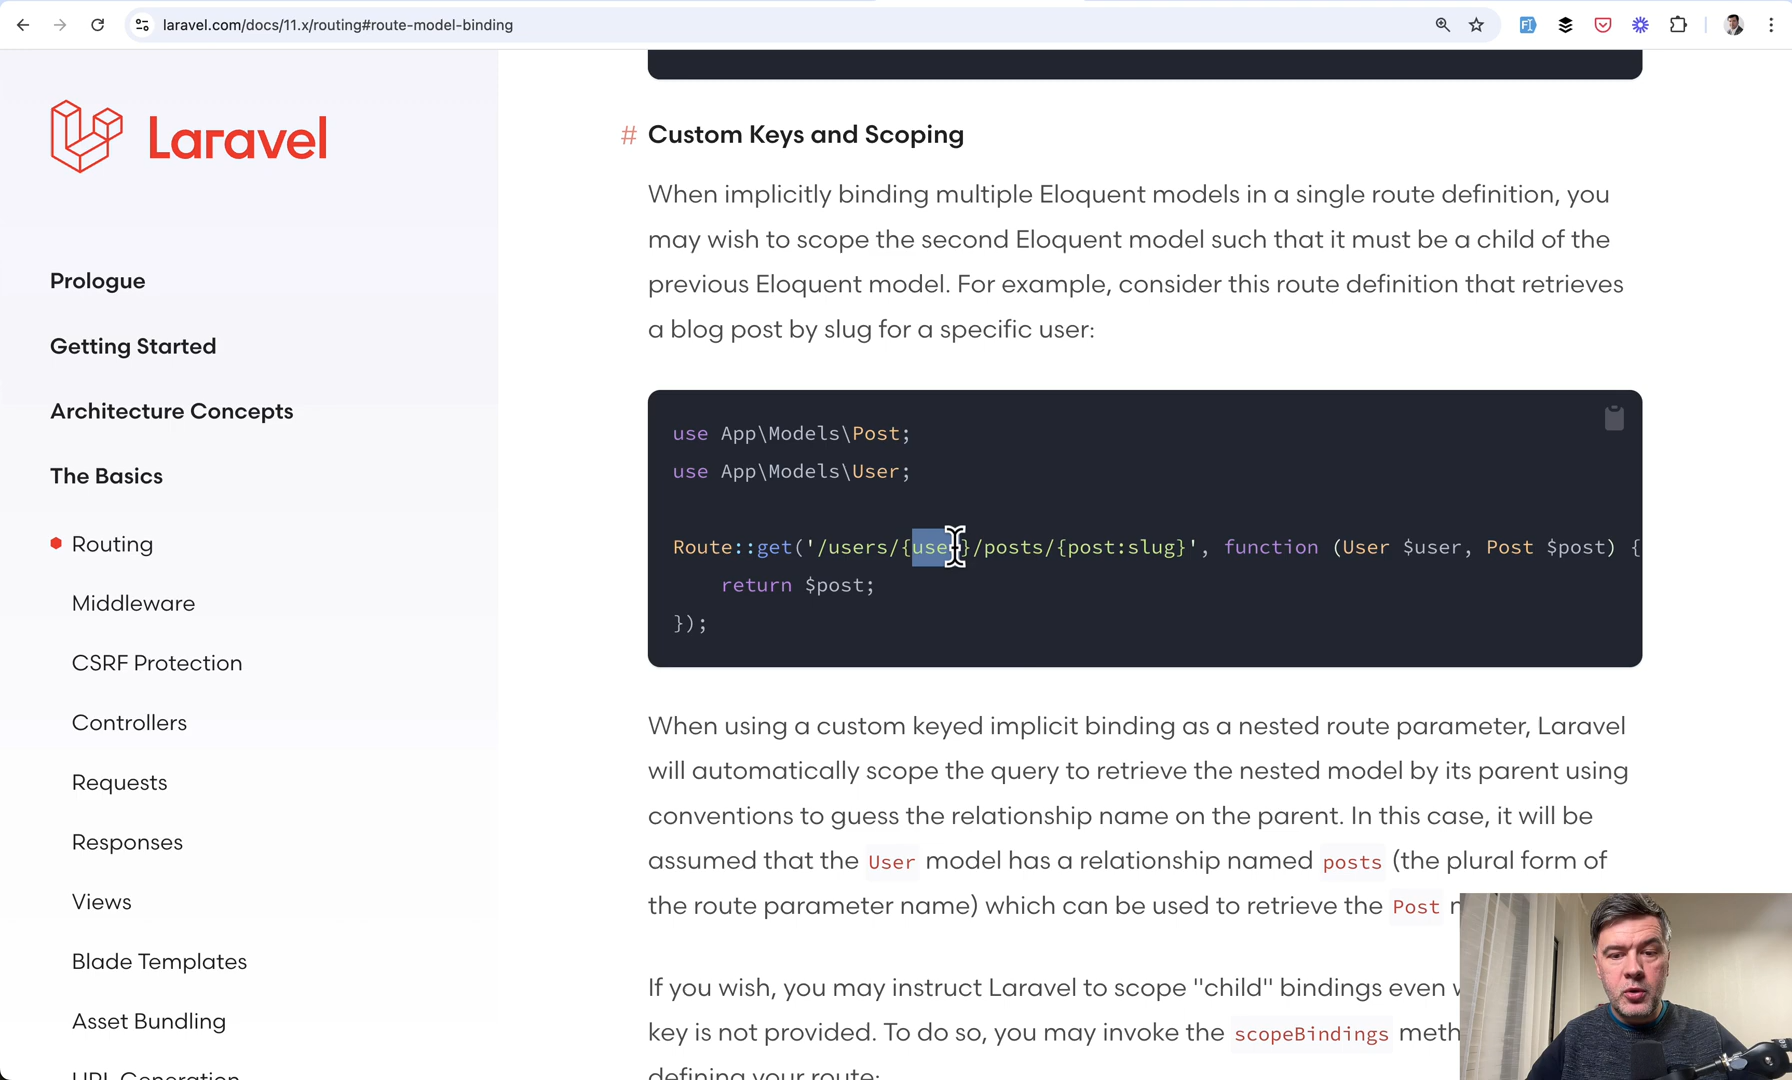 laravel.com/docs/11.x/routing#route-model-binding
Laravel
Prologue
Getting Started
Architecture Concepts
The Basics
Routing
Middleware
CSRF Protection
Controllers
Requests
Responses
Views
Blade Templates
Asset Bundling
URL Generation
# Custom Keys and Scoping
When implicitly binding multiple Eloquent models in a single route definition, you
may wish to scope the second Eloquent model such that it must be a child of the
previous Eloquent model. For example, consider this route definition that retrieves
a blog post by slug for a specific user:
use App\Models\Post;
use App\Models\User;
Route::get('/users/{user}/posts/{post:slug}', function (User $user, Post $post) {
return $post;
});
When using a custom keyed implicit binding as a nested route parameter, Laravel
will automatically scope the query to retrieve the nested model by its parent using
conventions to guess the relationship name on the parent. In this case, it will be
assumed that the User model has a relationship named posts (the plural form of
the route parameter name) which can be used to retrieve the Post
If you wish, you may instruct Laravel to scope "child" bindings even
key is not provided. To do so, you may invoke the scopeBindings
defining your route: